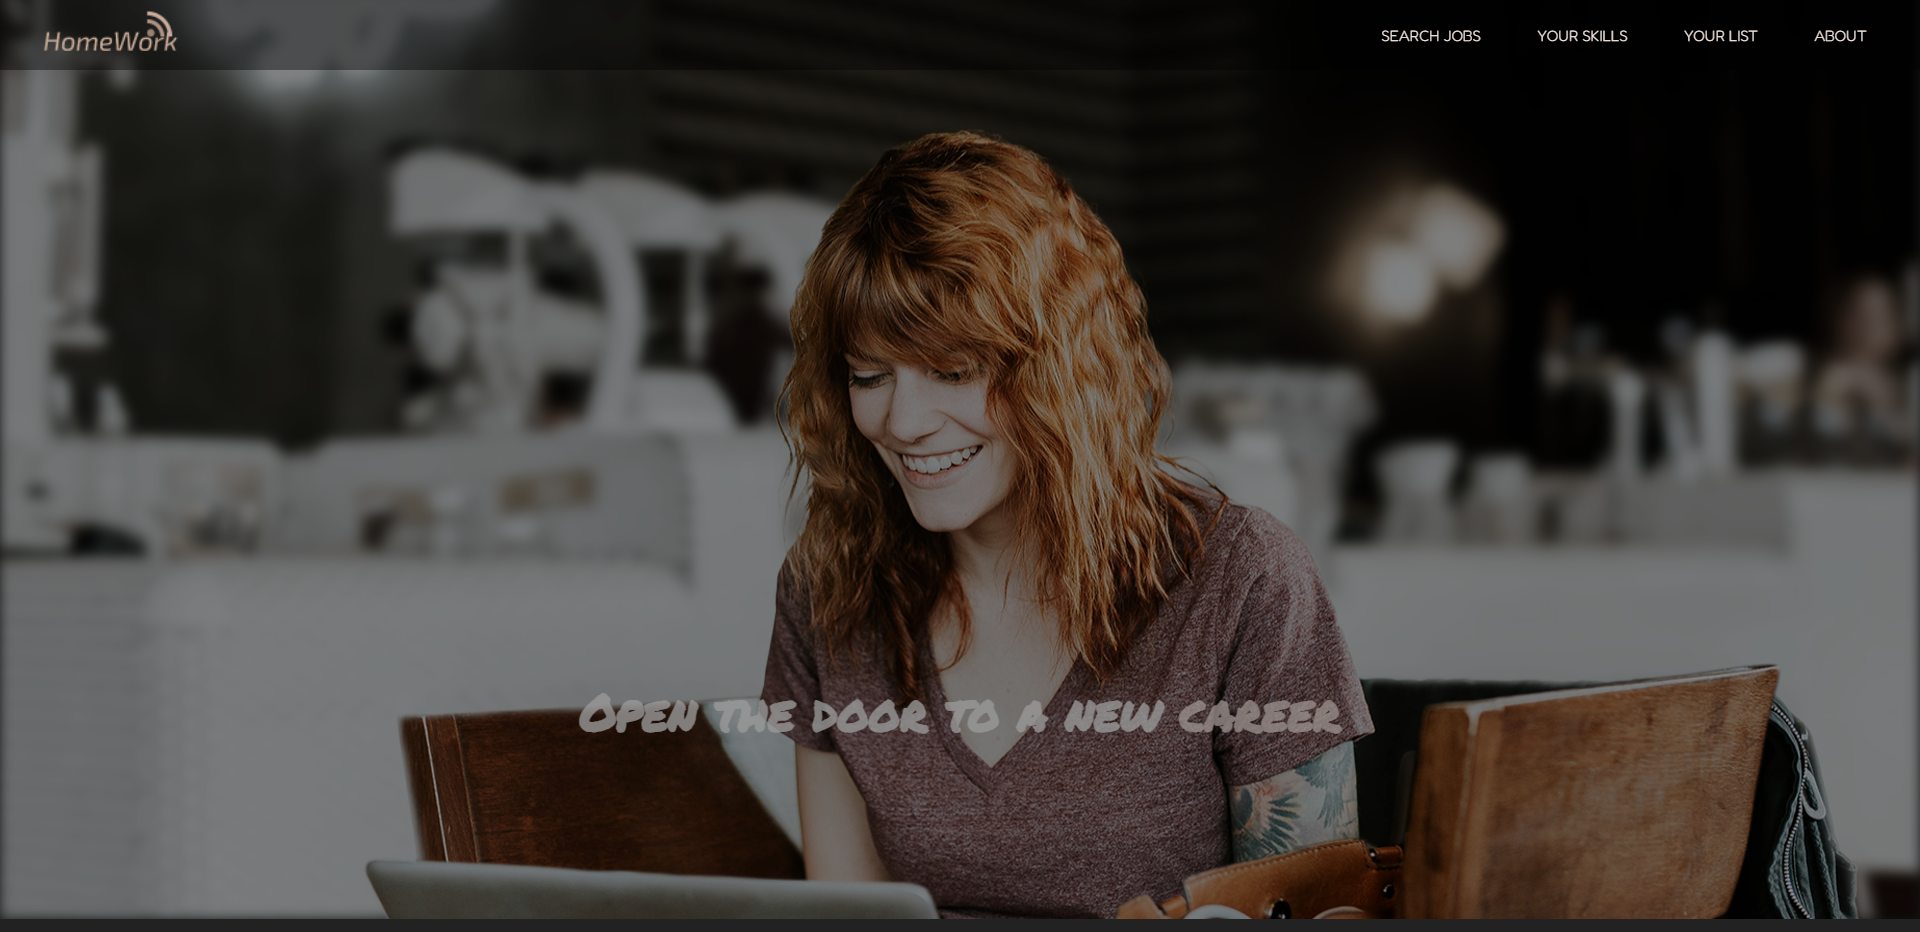 HomeWork
SEARCH JOBS
YOUR SKILLS
YOUR LIST
ABOUT
Open the door to a new career